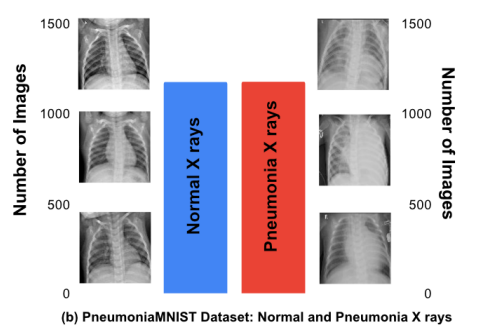 1500
1000
500
0
Number of Images
Normal X rays
Pneumonia X rays
1500
1000
500
0
Number of Images
(b) PneumoniaMNIST Dataset: Normal and Pneumonia X rays